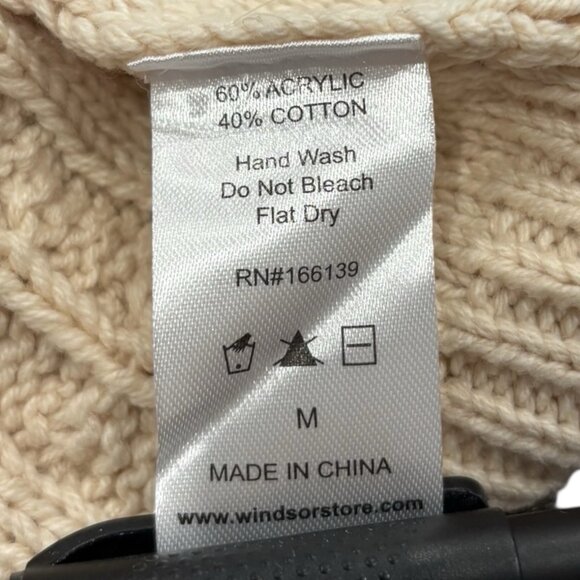 60% ACRYLIC
40% COTTON
Hand Wash
Do Not Bleach
Flat Dry
RN#166139
M
MADE IN CHINA
www.windsorstore.com